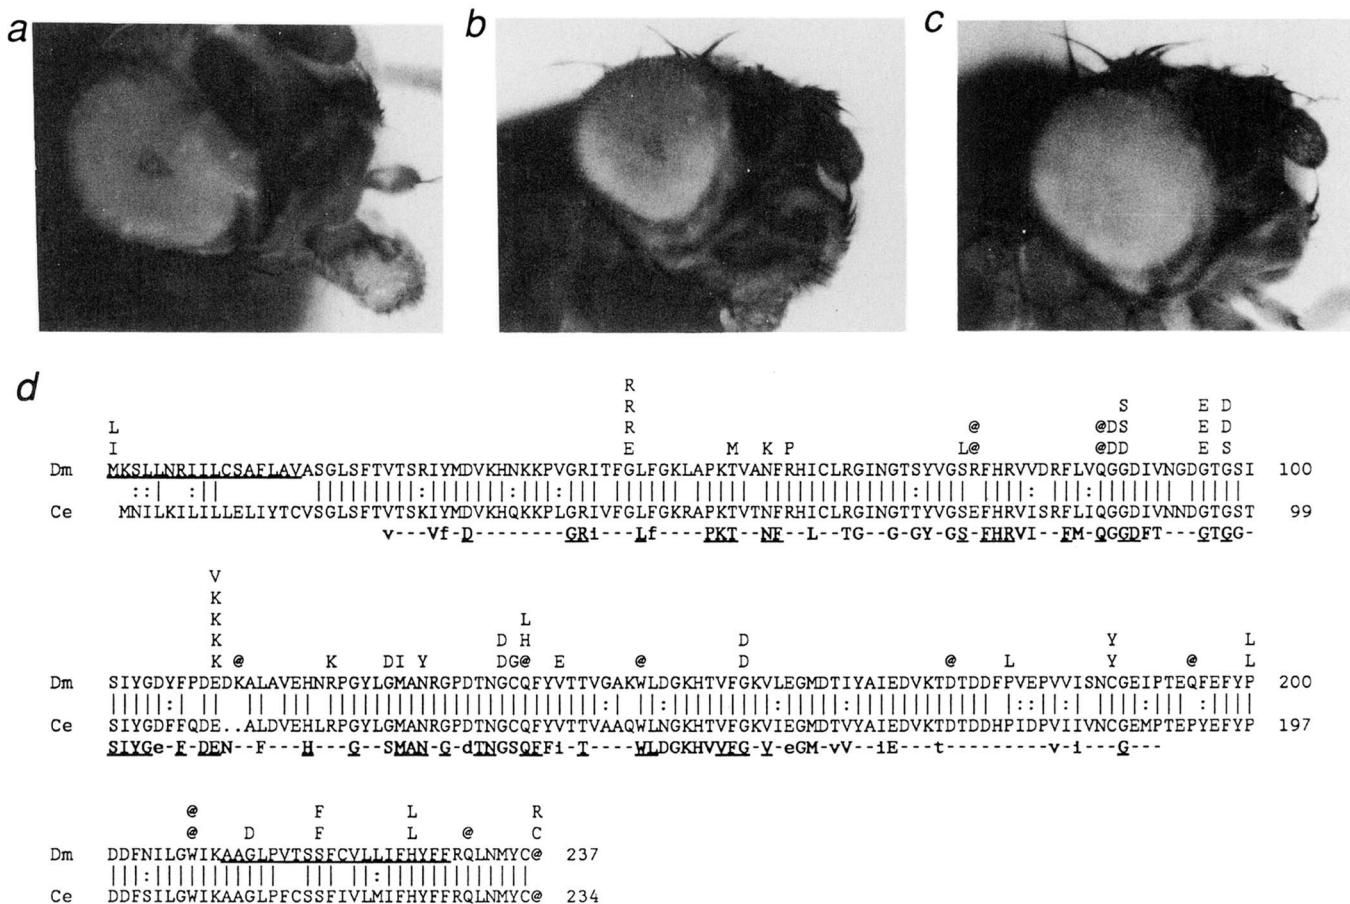 a b c
d
R
R S E D
L R @ @DS E D
I E M K P L@ @DD E S
Dm MKSLLNRIILCSAFLAVASGLSFTVTSRIYMDVKHNKKPVGRITFGLFGKLAPKTVANFRHICLRGINGTSYVGSRFHRVVDRFLVQGGDIVNGDGTGSI 100
Ce MNILKILILLELIYTCVSGLSFTVTSKIYMDVKHQKKPLGRIVFGLFGKRAPKTVTNFRHICLRGINGTTYVGSEFHRVISRFLIQGGDIVNNDGTGST 99
v---Vf-D-------GRi---Lf-----PKT--NF--L--TG--G-GY-GS-FHRVI--FM-QGGDFT---GTGG-
V
K
K L
K D H D Y L
K @ K DI Y DG@ E @ D @ P... L
Dm SIYGDYFPDEDKALAVEHNRPGYLGMANRGPDTNGCQFYVTTVGAKWLDGKHTVFGKVLEGMDTIYAIEDVKTDTDDFPVEPVVISNCGEIPTEQFEFYP 200
Ce SIYGDFFQDE..ALDVEHLRPGYLGMANRGPDTNGCQFYVTTVAAQWLNGKHTVFGKVIEGMDTVYAIEDVKTDTDDHPIDPVIIVNCGEMPTEPYEFYP 197
SIYGe-F-DEN--F---H---G--SMAN-G-dTNGSQFFi-T----WLDGKHVVFG-V-eGM-vV--iE---t----------v-i---G---
@ F L R
@ D F L @ C
Dm DDFNILGWIKAAGLPVTSSFCVLLIFHYFFRQLNMYC@ 237
Ce DDFSILGWIKAAGLPFCSSFIVLMIFHYFFRQLNMYC@ 234